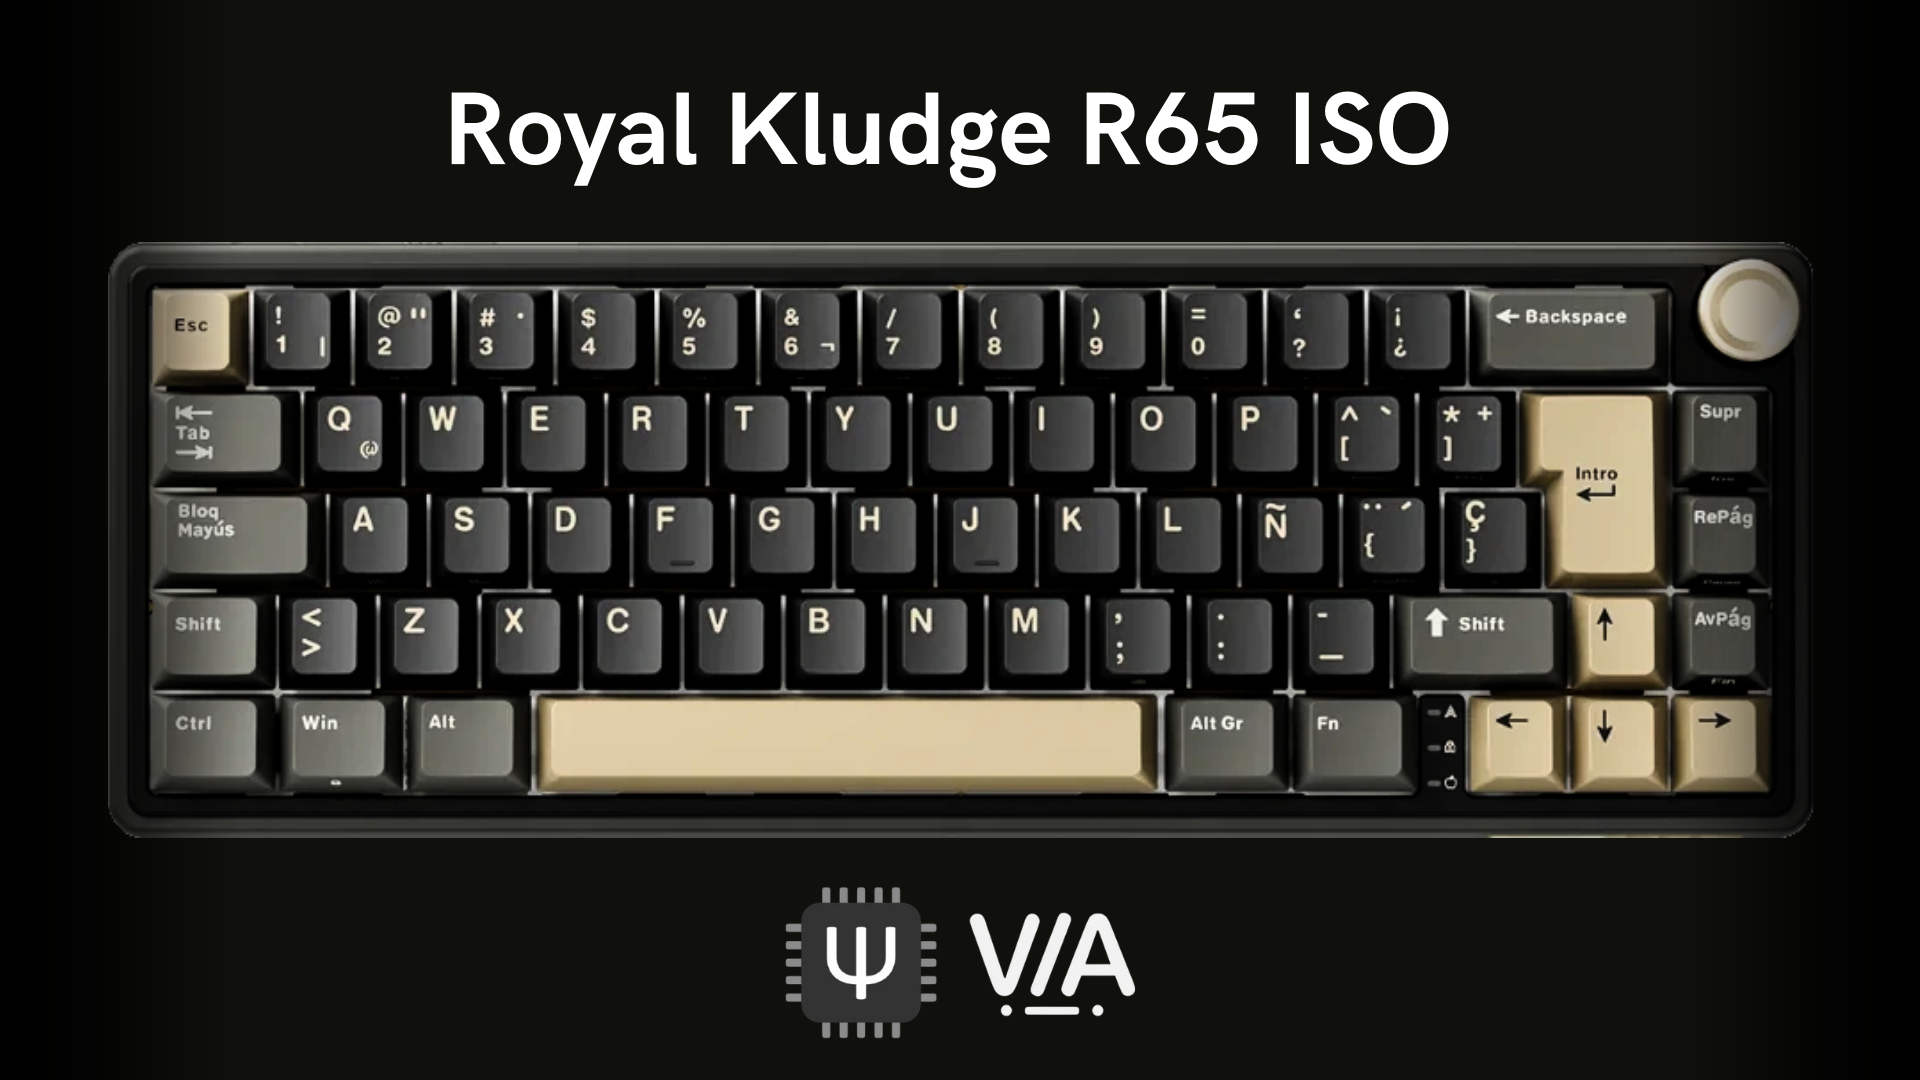 Royal Kludge R65 ISO
Esc ! 1 | @ " 2 # · 3 $ 4 % 5 & 6 ¬ / 7 ( 8 ) 9 = 0 ‘ ? ¡ ¿ ← Backspace
Tab Q @ W E R T Y U I O P ^ ` [ * + ] Intro Supr
Bloq Mayús A S D F G H J K L Ñ ¨ ´ { Ç } RePág
Shift < > Z X C V B N M , ; . : - _ ⬆ Shift ↑ AvPág
Ctrl Win Alt Alt Gr Fn A ← ↓ →
Ψ VIA